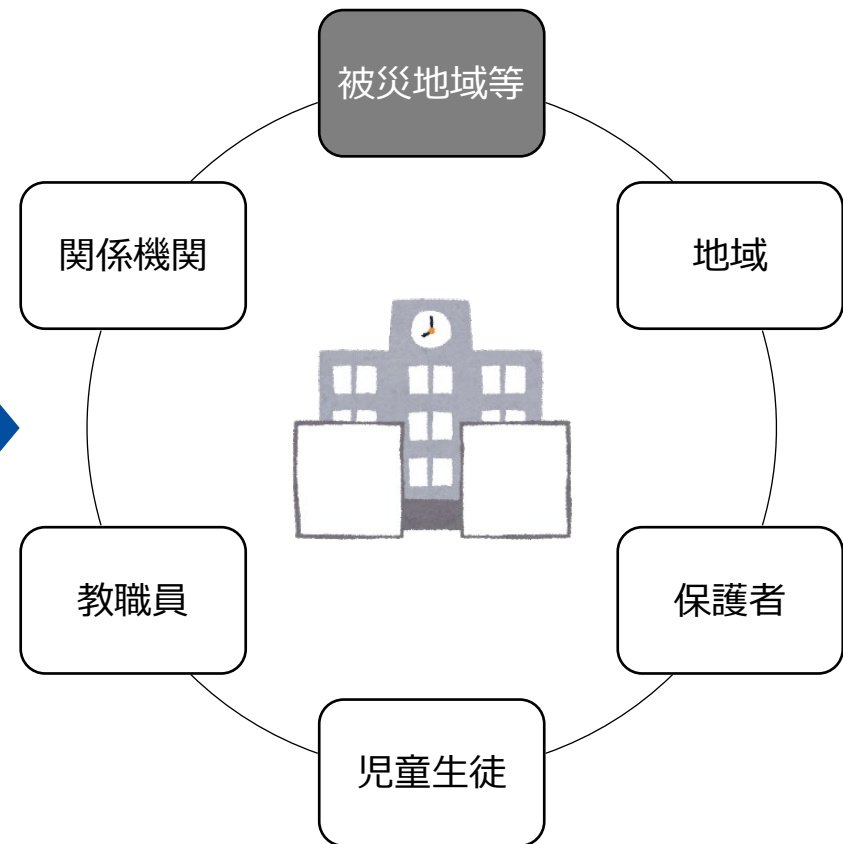 被災地域等
関係機関
地域
教職員
保護者
児童生徒